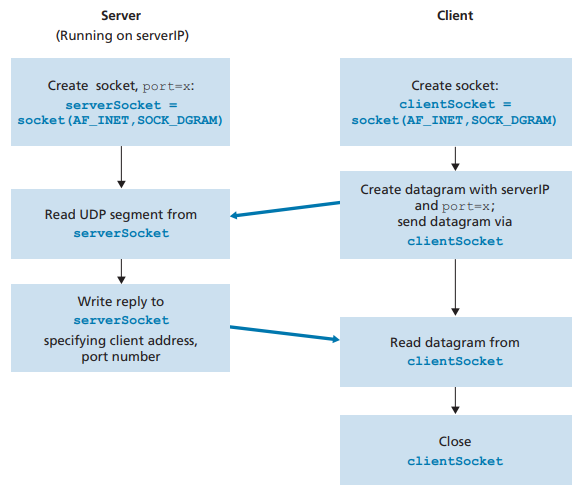 Server
(Running on serverIP)
Create socket, port=x:
serverSocket =
socket(AF_INET,SOCK_DGRAM)
Read UDP segment from
serverSocket
Write reply to
serverSocket
specifying client address,
port number
Client
Create socket:
clientSocket =
socket(AF_INET,SOCK_DGRAM)
Create datagram with serverIP
and port=x;
send datagram via
clientSocket
Read datagram from
clientSocket
Close
clientSocket